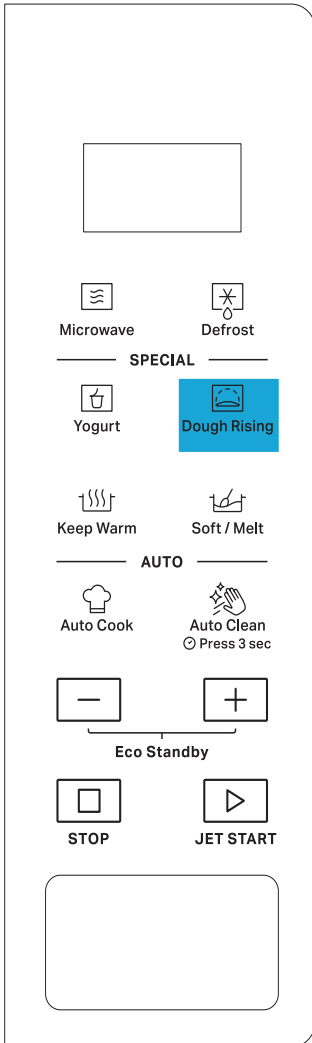 Microwave Defrost
SPECIAL
Yogurt Dough Rising
Keep Warm Soft / Melt
AUTO
Auto Cook Auto Clean
Press 3 sec
Eco Standby
STOP JET START